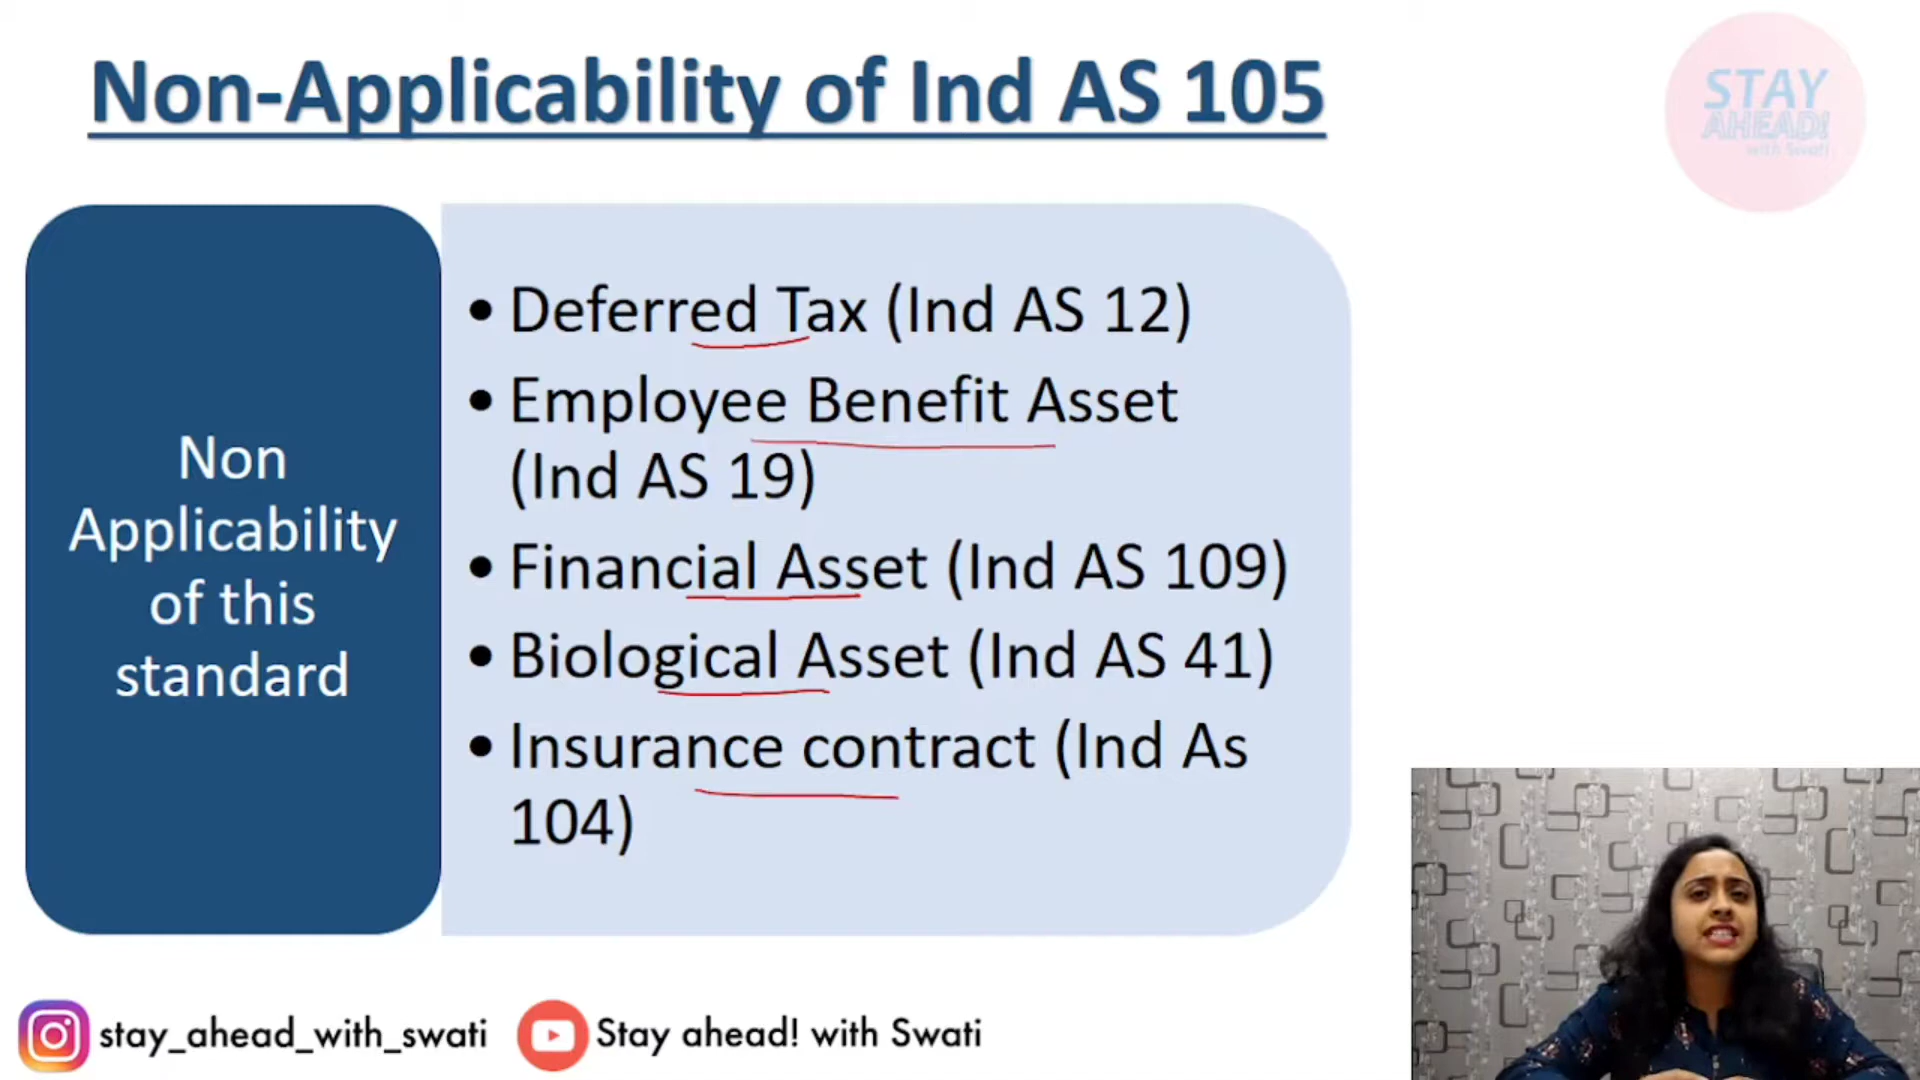 Non-Applicability of Ind AS 105
STAY
AHEAD!
with Swati
Non
Applicability
of this
standard
• Deferred Tax (Ind AS 12)
• Employee Benefit Asset
(Ind AS 19)
• Financial Asset (Ind AS 109)
• Biological Asset (Ind AS 41)
• Insurance contract (Ind As
104)
stay_ahead_with_swati
Stay ahead! with Swati